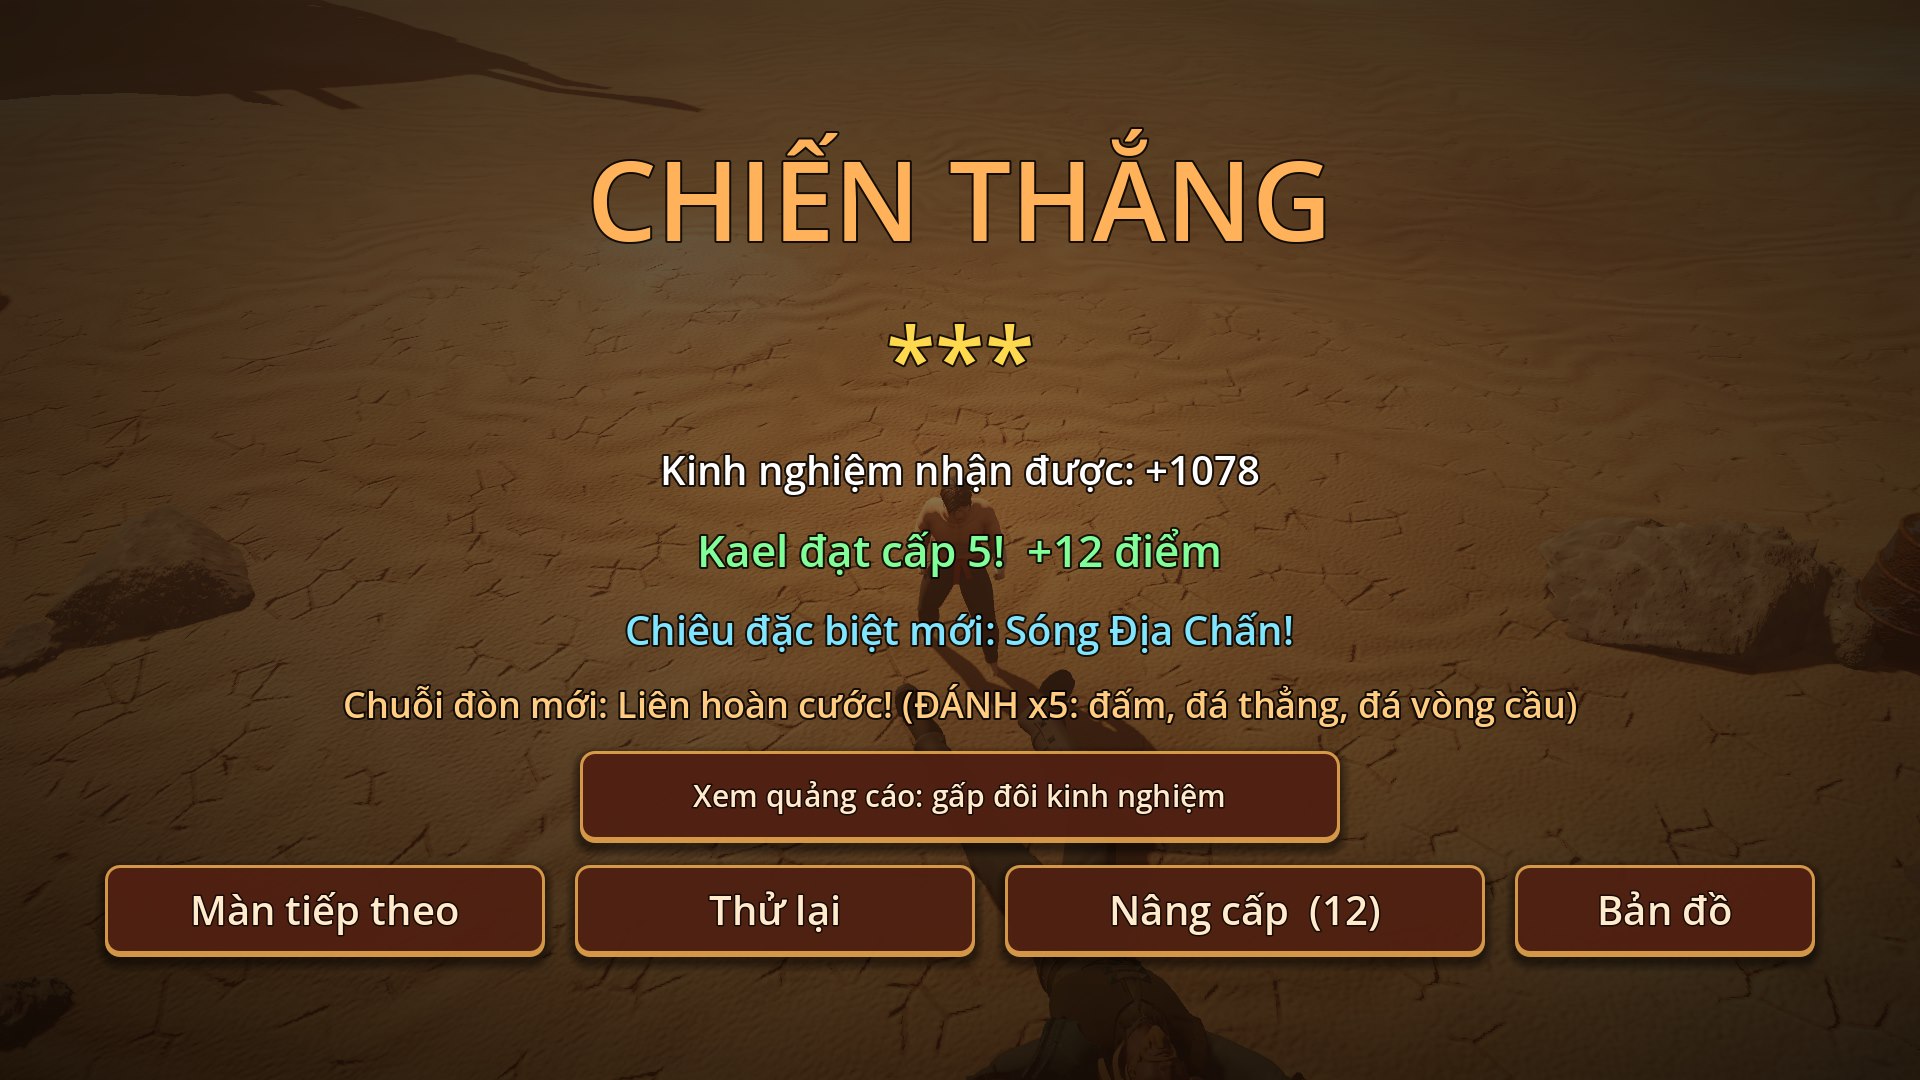 CHIẾN THẮNG
***
Kinh nghiệm nhận được: +1078
Kael đạt cấp 5!  +12 điểm
Chiêu đặc biệt mới: Sóng Địa Chấn!
Chuỗi đòn mới: Liên hoàn cước! (ĐÁNH x5: đấm, đá thẳng, đá vòng cầu)
Xem quảng cáo: gấp đôi kinh nghiệm
Màn tiếp theo
Thử lại
Nâng cấp  (12)
Bản đồ